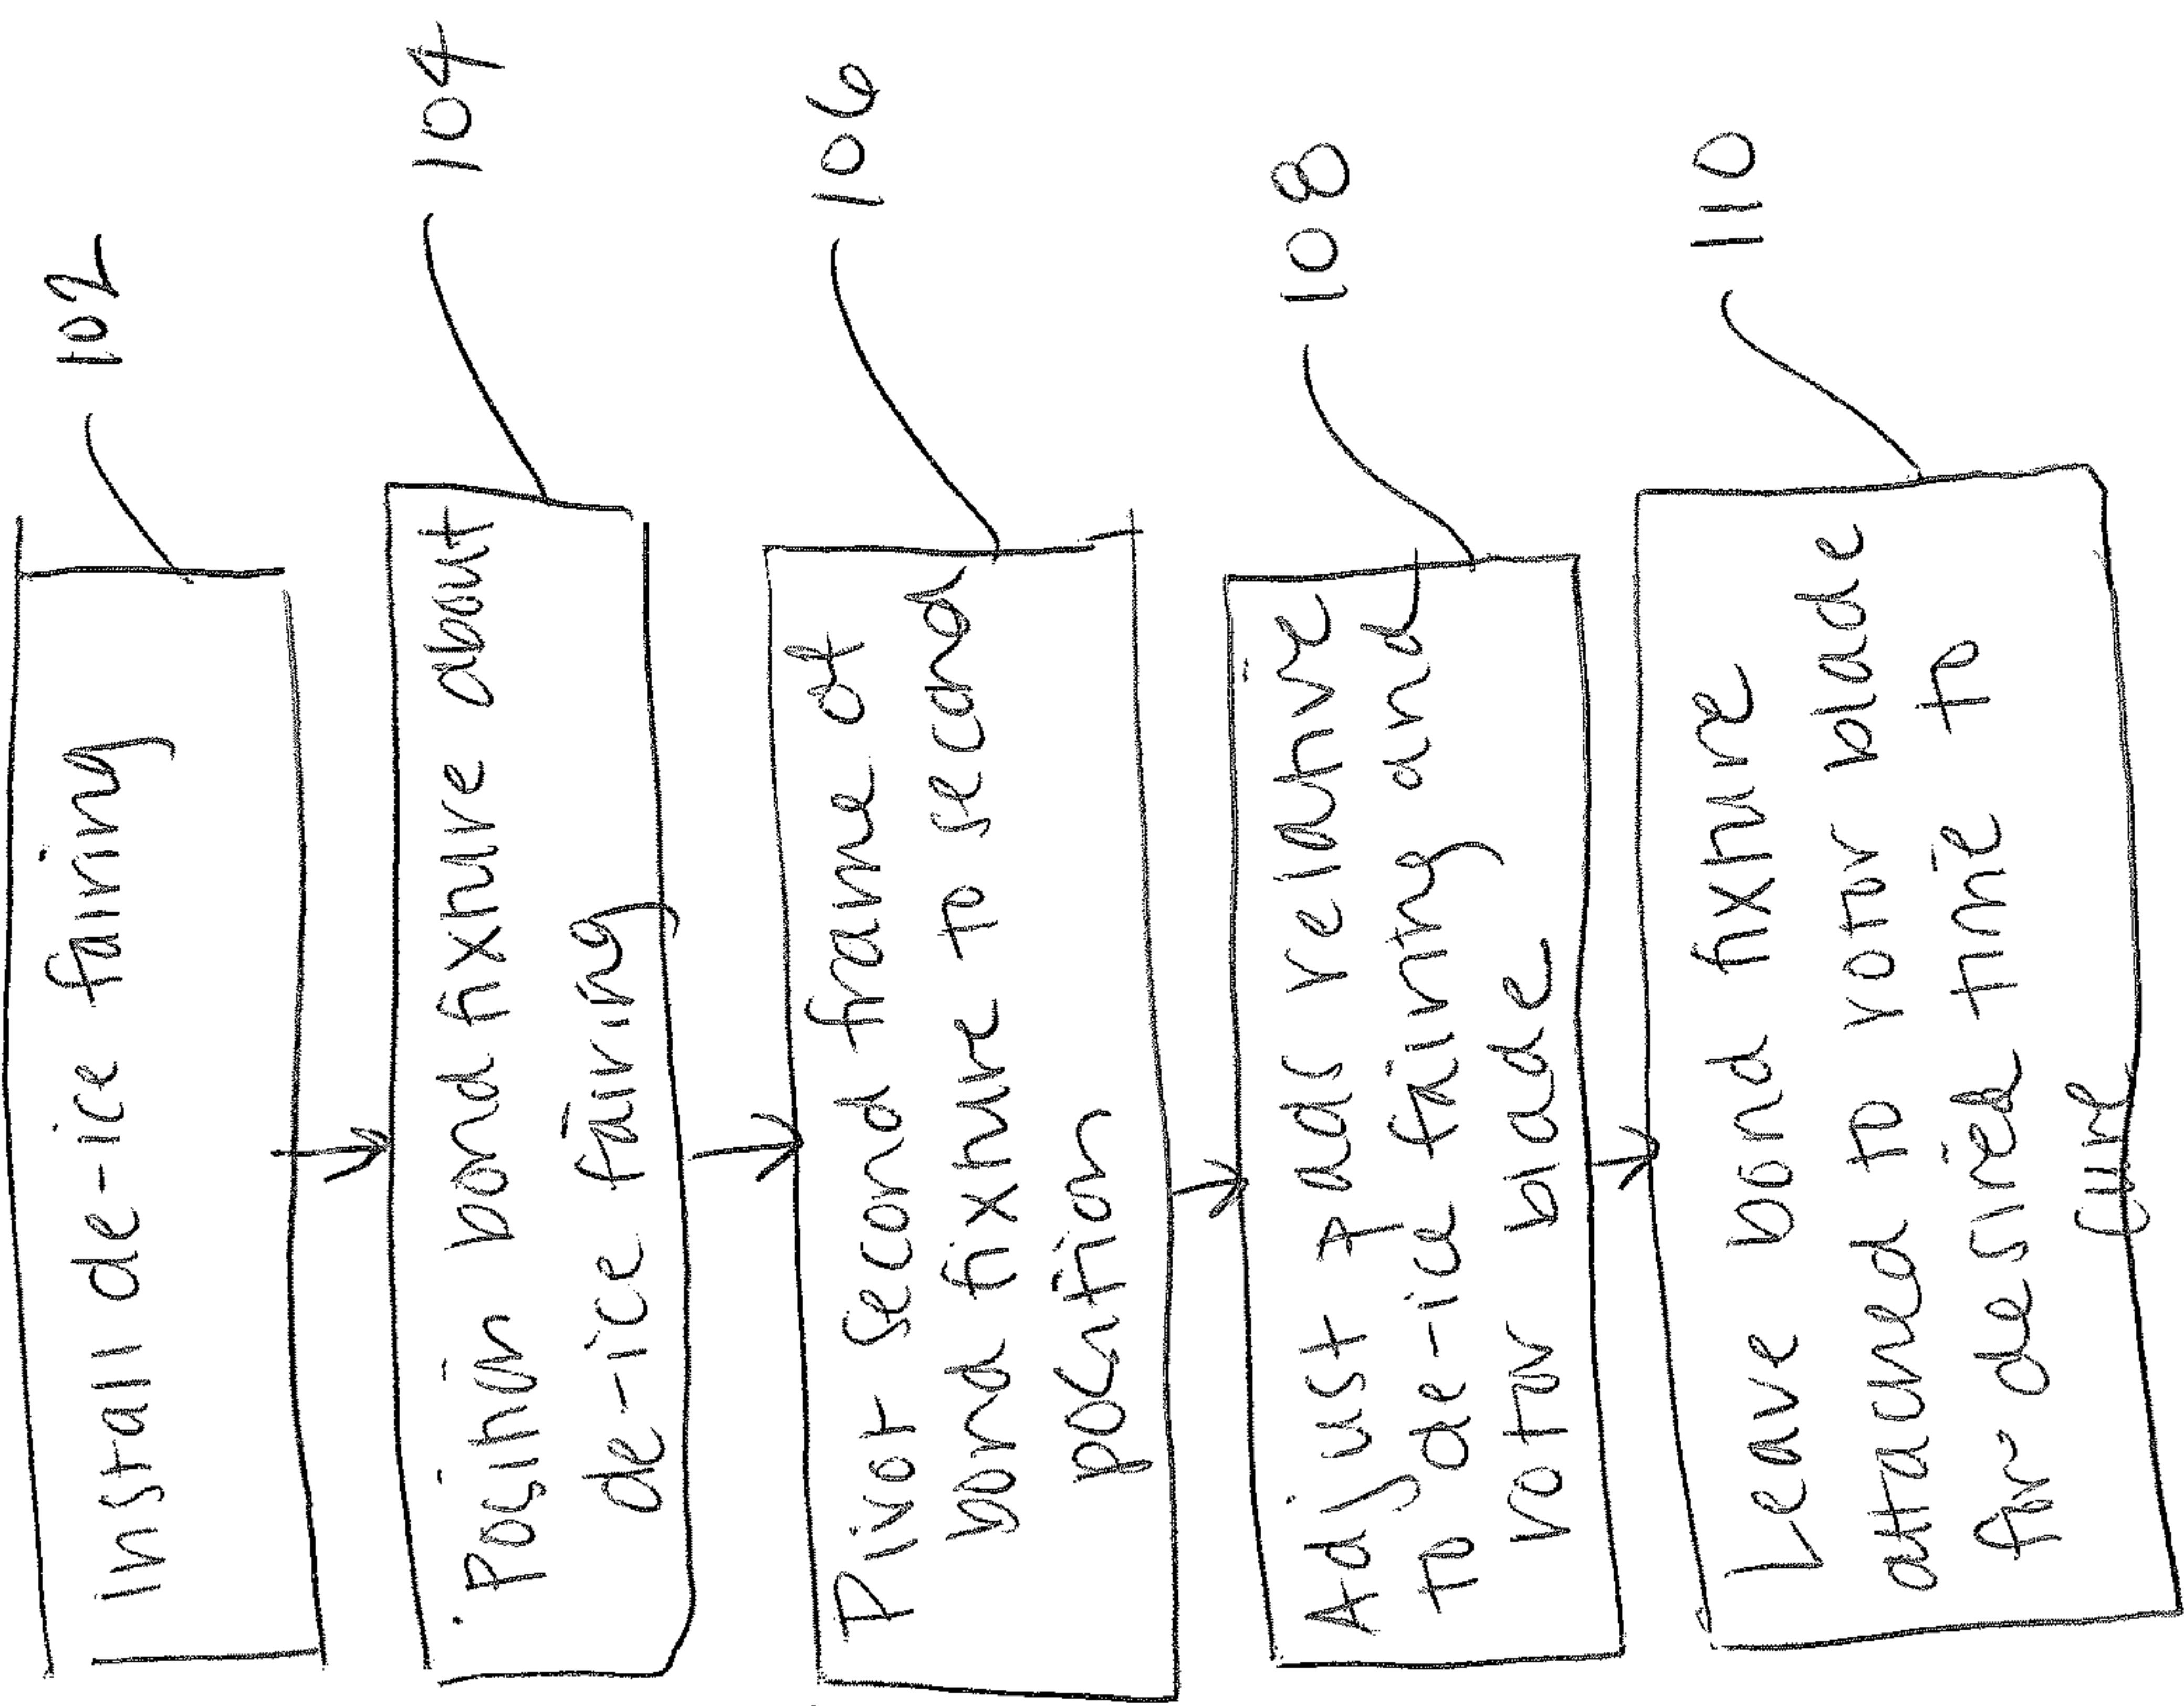 Install de-ice fairing
102
Position bond fixture about
de-ice fairing
104
Pivot second frame of
bond fixture to second
position
106
Adjust pads relative
to de-ice fairing and
rotor blade
108
Leave bond fixture
attached to rotor blade
for desired time to
cure
110